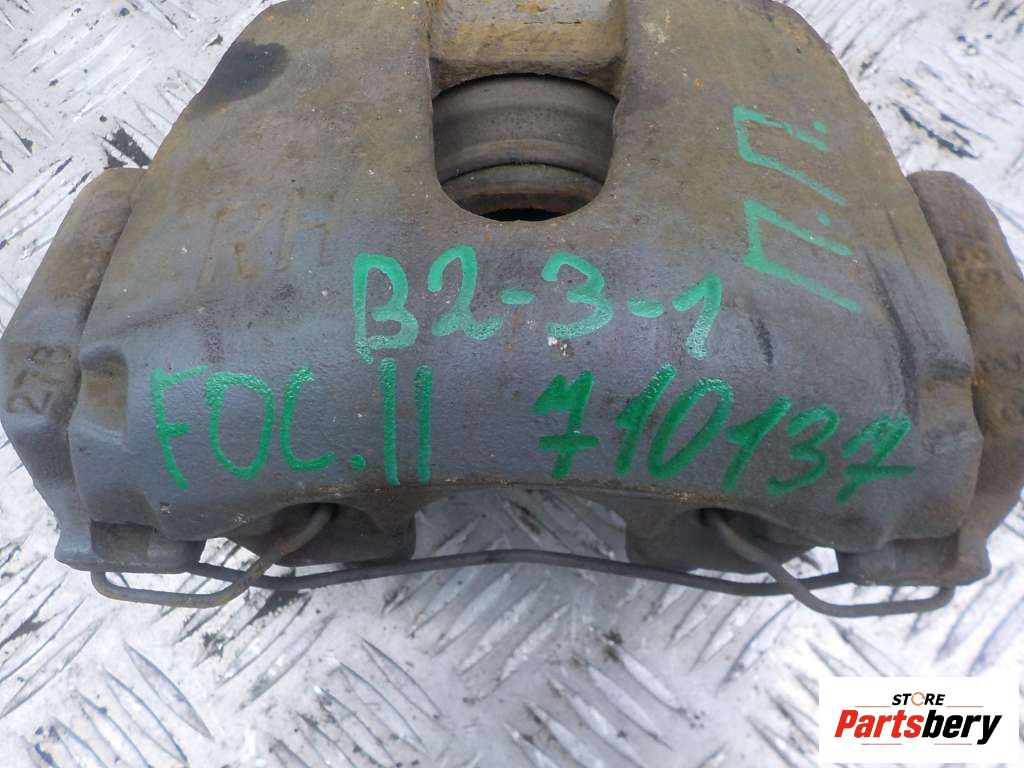 П.П.
B2-3-1
FOC.II 710137
STORE
Partsbery